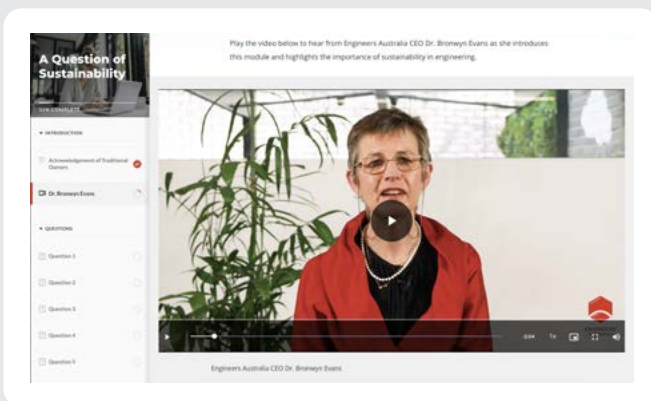 A Question of
Sustainability
COMPLETE
INTRODUCTION
Acknowledgement of Traditional
Owners
Dr. Bronwyn Evans
QUESTIONS
Question 1
Question 2
Question 3
Question 4
Question 5
Play the video below to hear from Engineers Australia CEO Dr. Bronwyn Evans as she introduces
this module and highlights the importance of sustainability in engineering.
1x
Engineers Australia CEO Dr. Bronwyn Evans